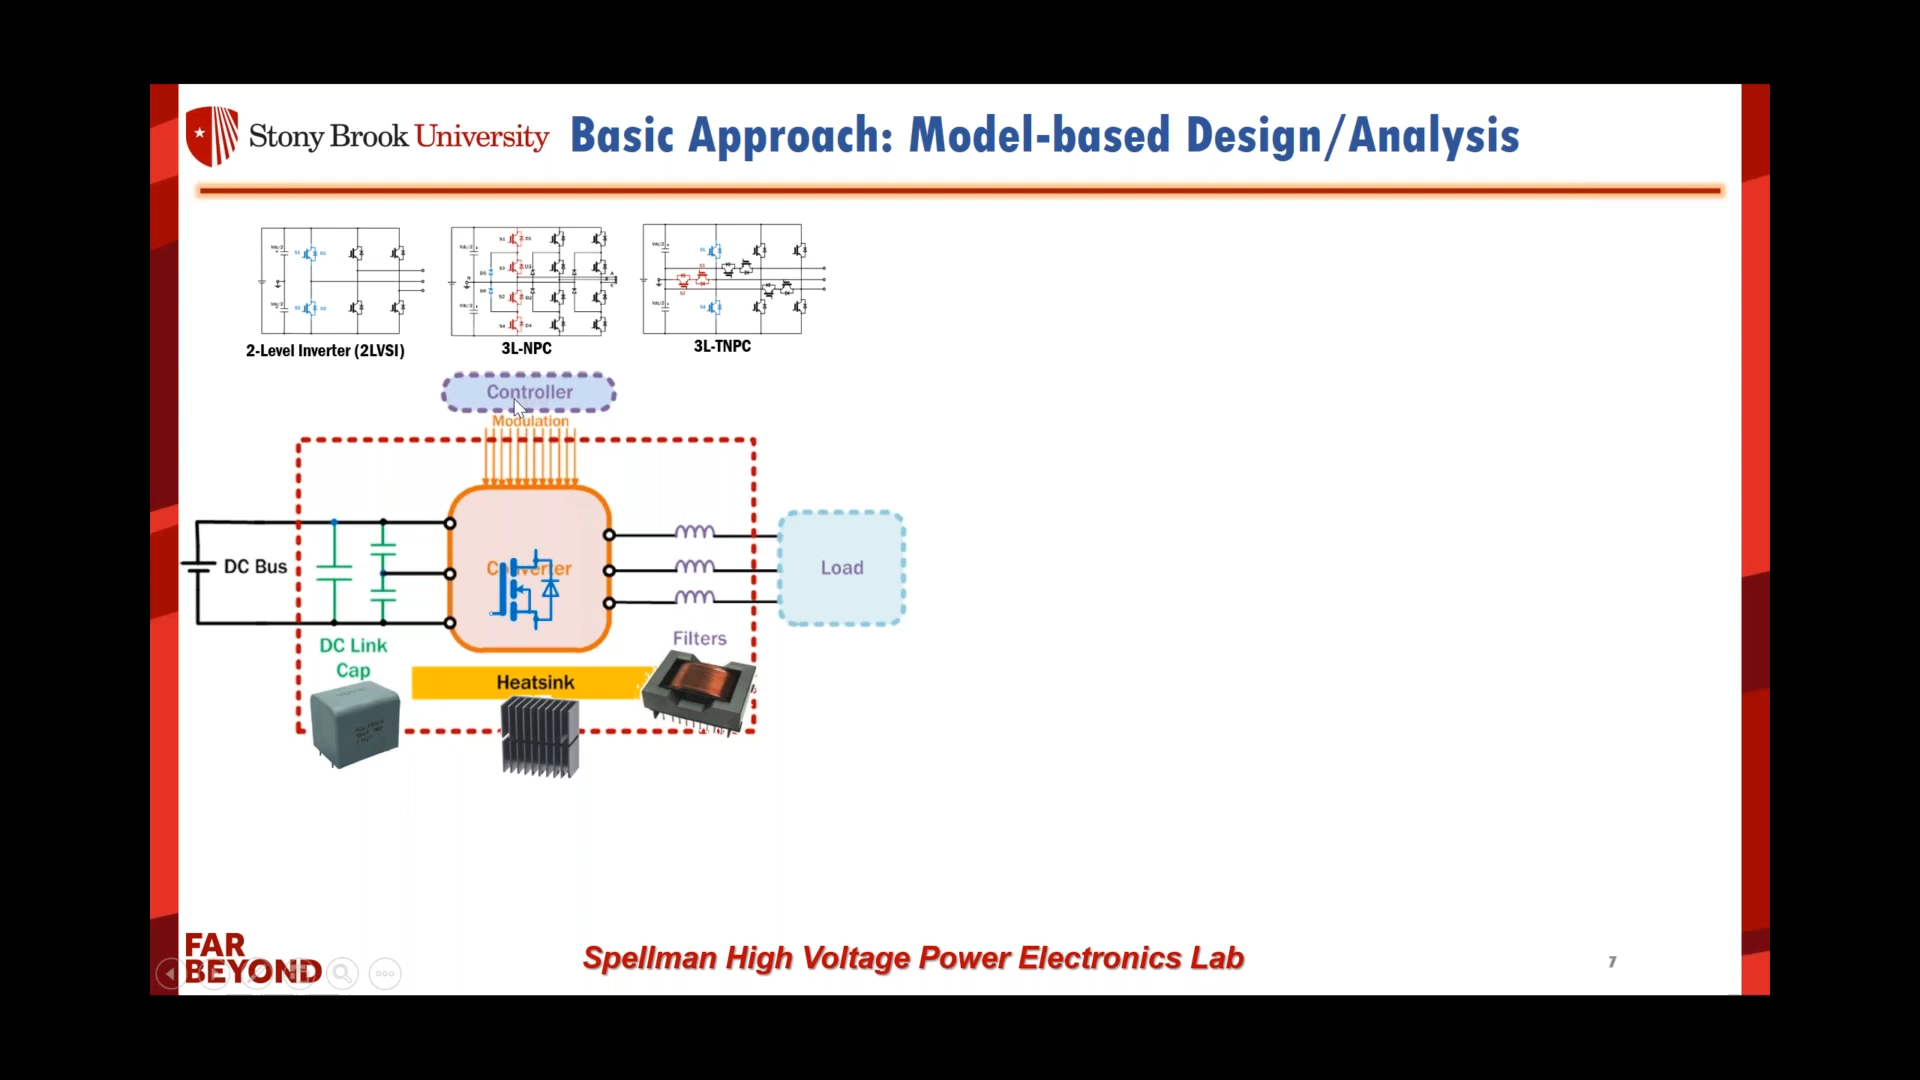 Stony Brook University
Basic Approach: Model-based Design/Analysis
2-Level Inverter (2LVSI)
3L-NPC
3L-TNPC
Controller
Modulation
DC Bus
Converter
Load
DC Link
Cap
Filters
Heatsink
FAR
BEYOND
Spellman High Voltage Power Electronics Lab
7